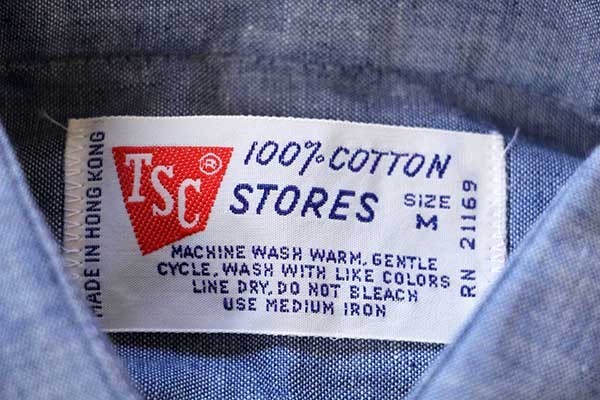 MADE IN HONG KONG
TSC®
100% COTTON
STORES
SIZE
M
RN 21169
MACHINE WASH WARM, GENTLE
CYCLE, WASH WITH LIKE COLORS
LINE DRY, DO NOT BLEACH
USE MEDIUM IRON